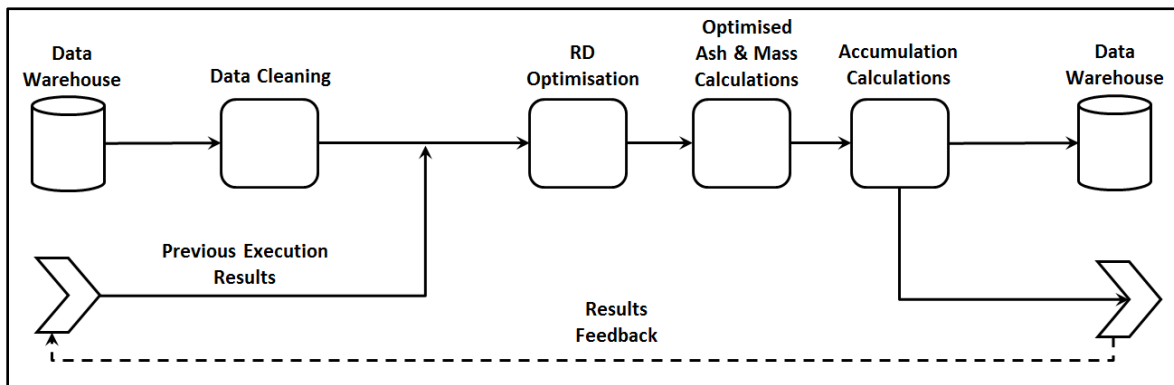 Data
Warehouse
Data Cleaning
RD
Optimisation
Optimised
Ash & Mass
Calculations
Accumulation
Calculations
Data
Warehouse
Previous Execution
Results
Results
Feedback